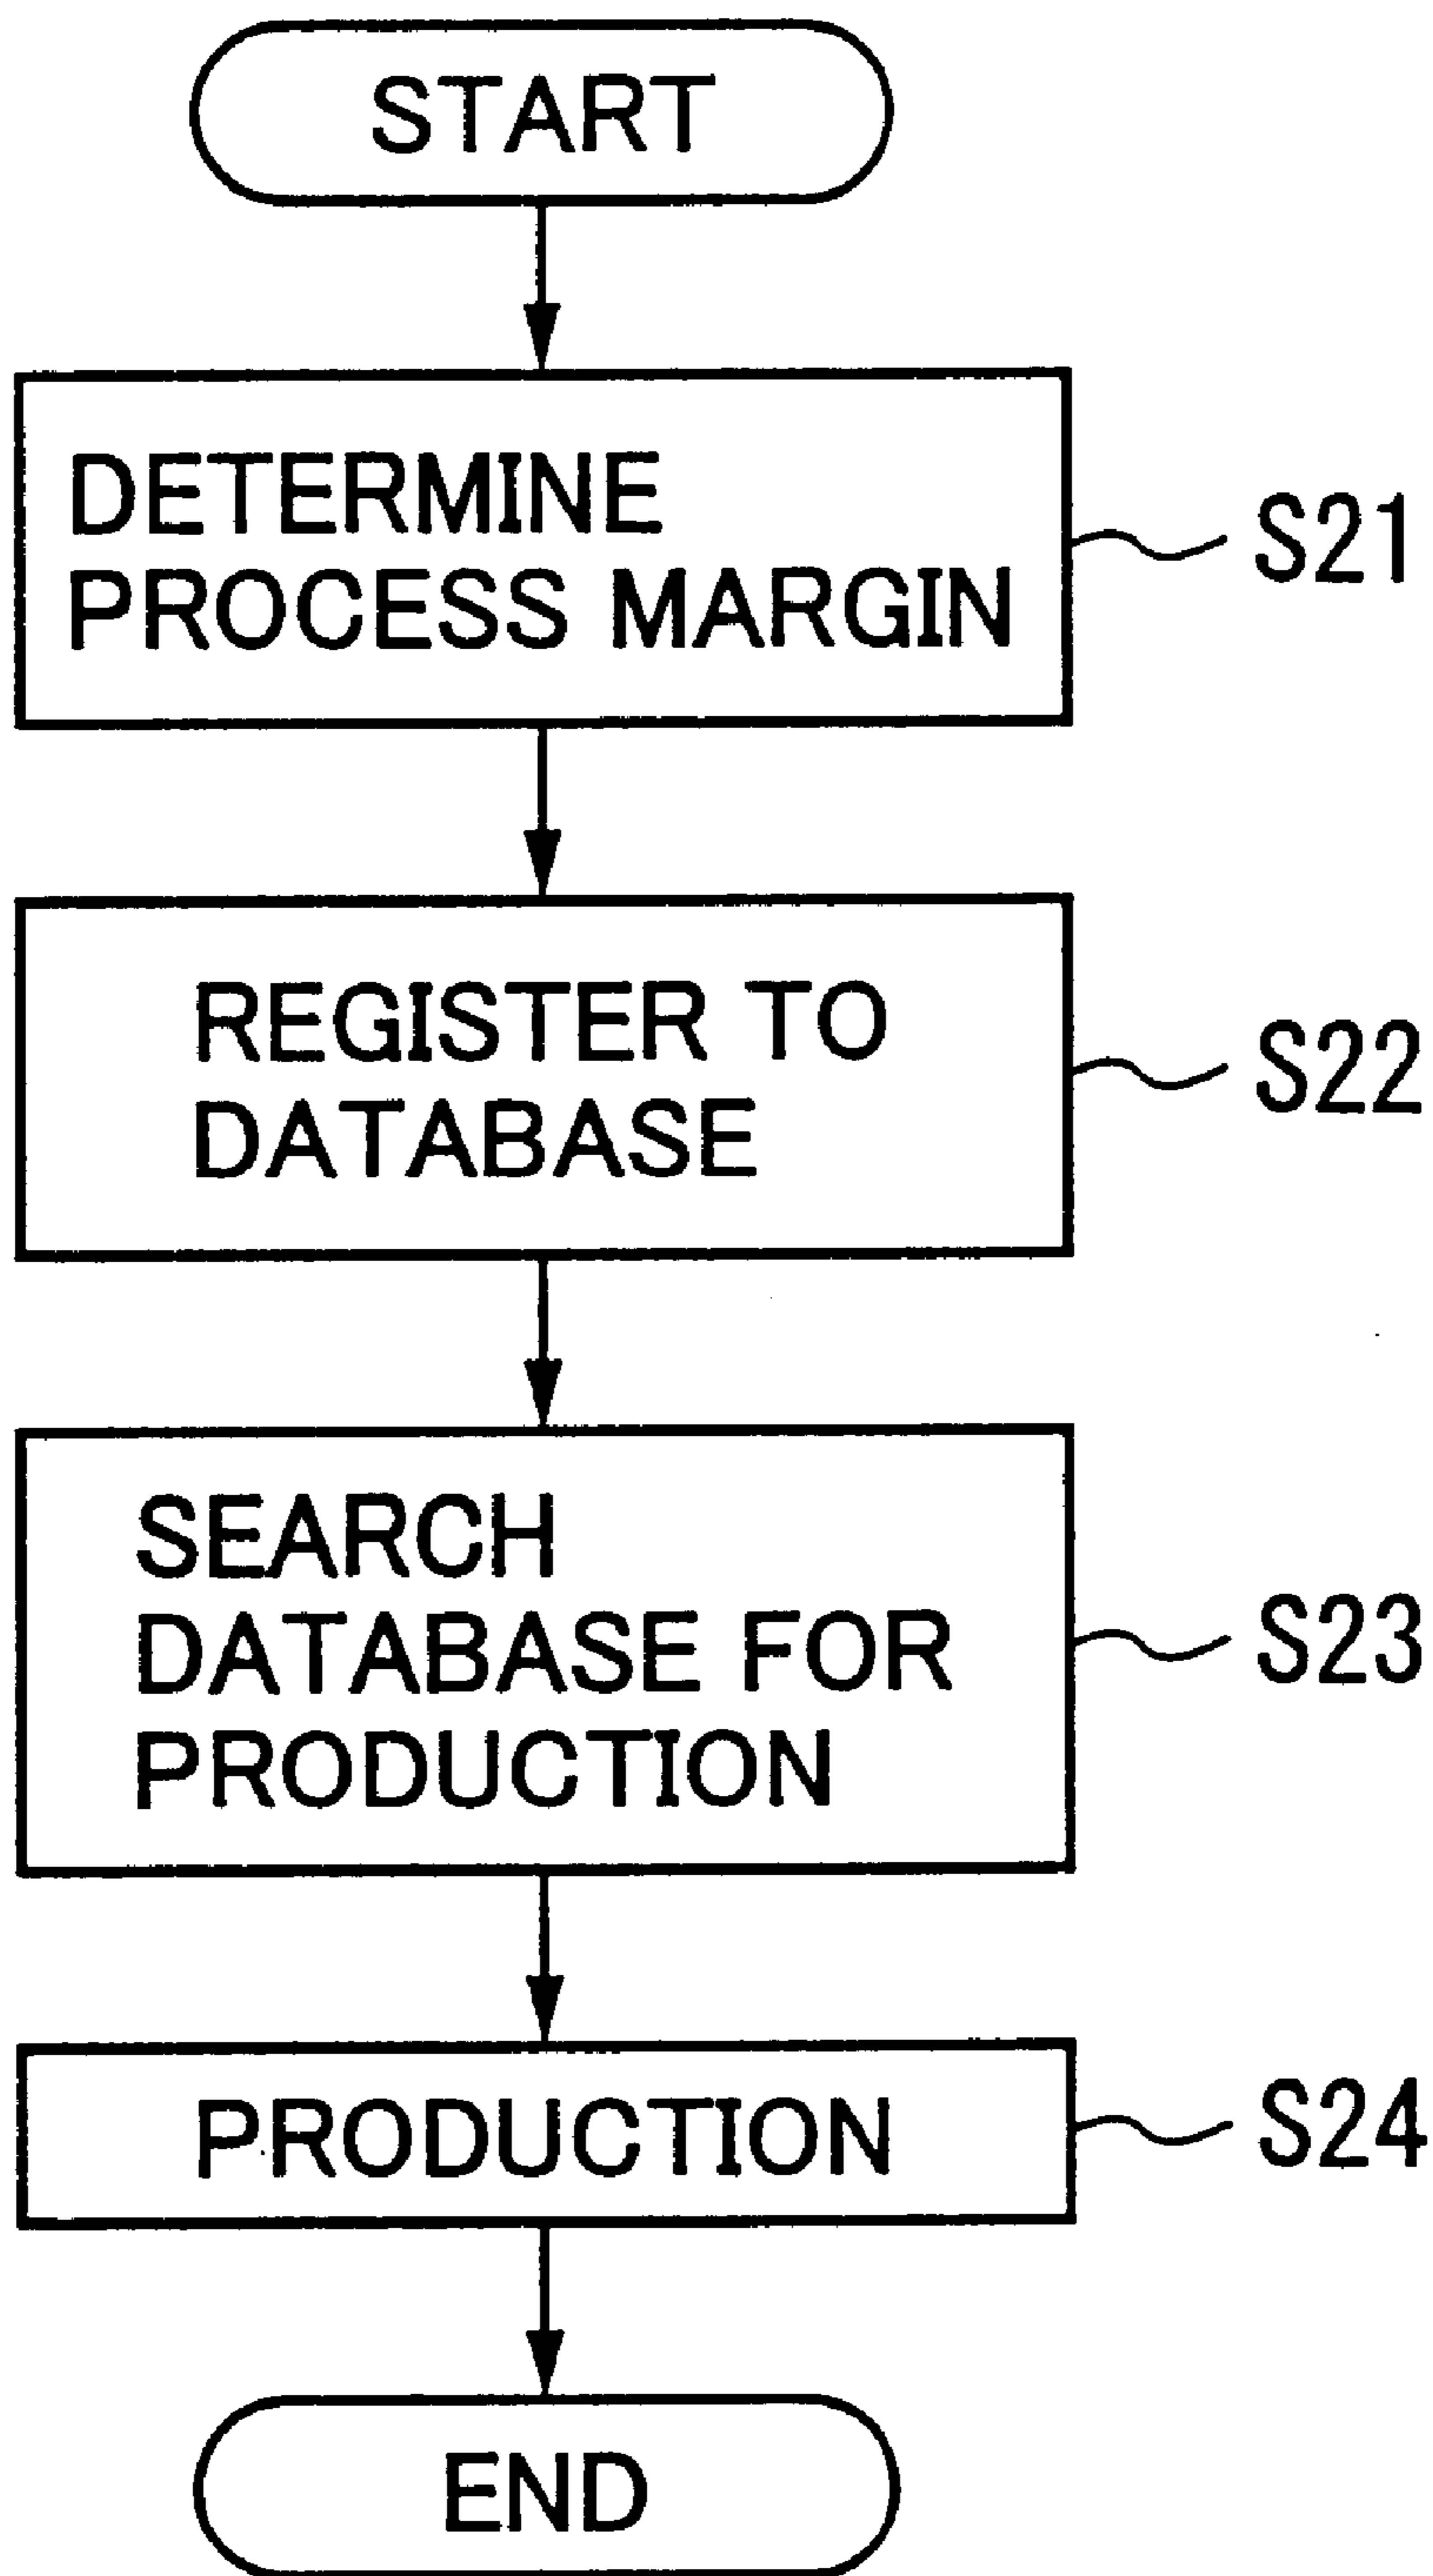 START
DETERMINE
PROCESS MARGIN
S21
REGISTER TO
DATABASE
S22
SEARCH
DATABASE FOR
PRODUCTION
S23
PRODUCTION
S24
END